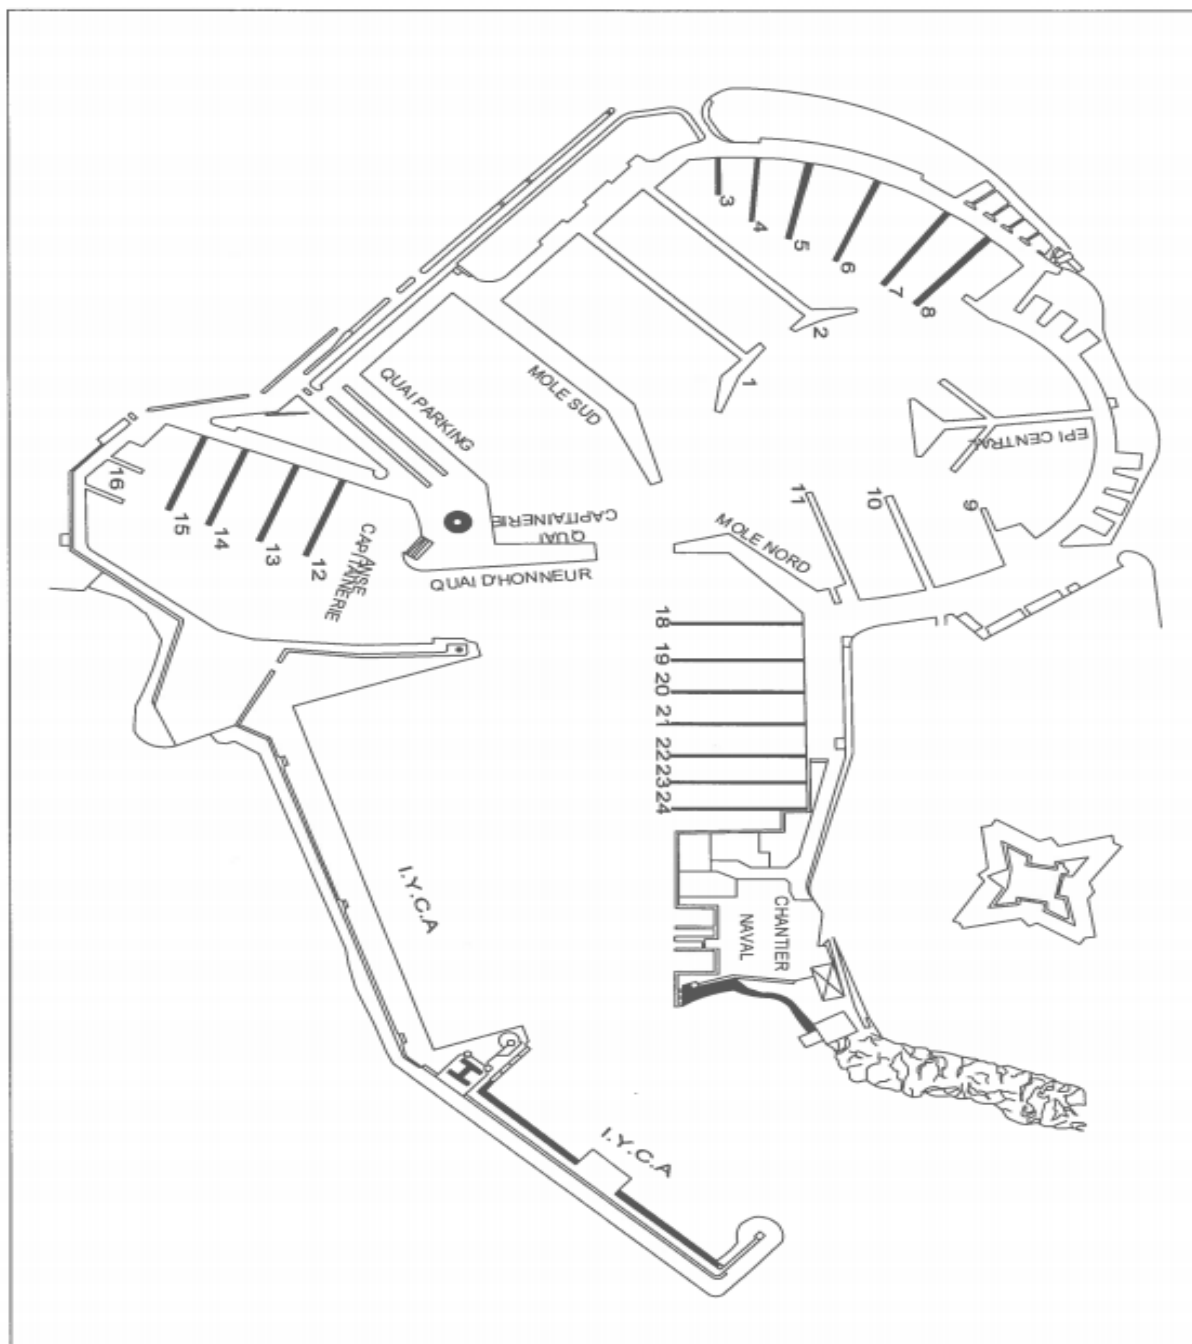 3
4
5
6
7
8
2
1
QUAI PARKING
MOLE SUD
EPI CENTRAL
9
10
11
MOLE NORD
QUAI
CAPITAINERIE
QUAI D'HONNEUR
16
15
14
13
12
ANSE
CAPITAINERIE
18
19
20
21
22
23
24
I.Y.C.A
CHANTIER
NAVAL
H
I.Y.C.A